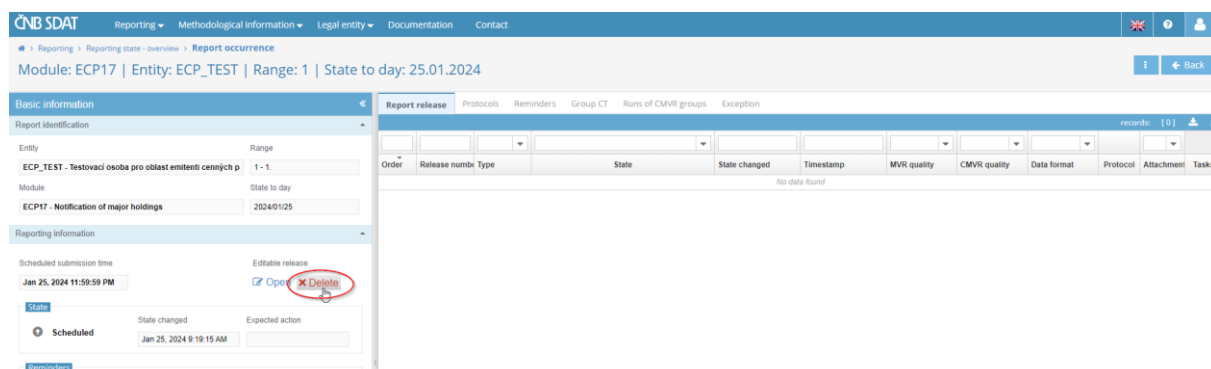 ČNB SDAT Reporting Methodological information Legal entity Documentation Contact
Reporting > Reporting state - overview > Report occurrence
Module: ECP17 | Entity: ECP_TEST | Range: 1 | State to day: 25.01.2024
Back
Basic information
Report release Protocols Reminders Group CT Runs of CMVR groups Exception
Report identification
records: [ 0 ]
Entity Range
ECP_TEST - Testovací osoba pro oblast emitenti cenných p 1 - 1.
Order Release numbe Type State State changed Timestamp MVR quality CMVR quality Data format Protocol Attachment Task
No data found
Module State to day
ECP17 - Notification of major holdings 2024/01/25
Reporting information
Scheduled submission time Editable release
Jan 25, 2024 11:59:59 PM Open Delete
State
State changed Expected action
Scheduled Jan 25, 2024 9:19:15 AM
Reminders